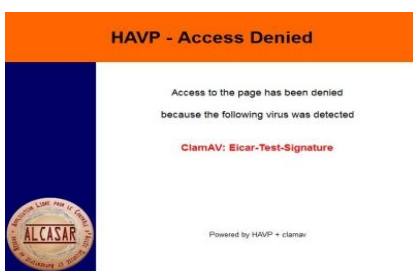 HAVP - Access Denied
Access to the page has been denied
because the following virus was detected
ClamAV: Eicar-Test-Signature
ALCASAR
Powered by HAVP + clamav